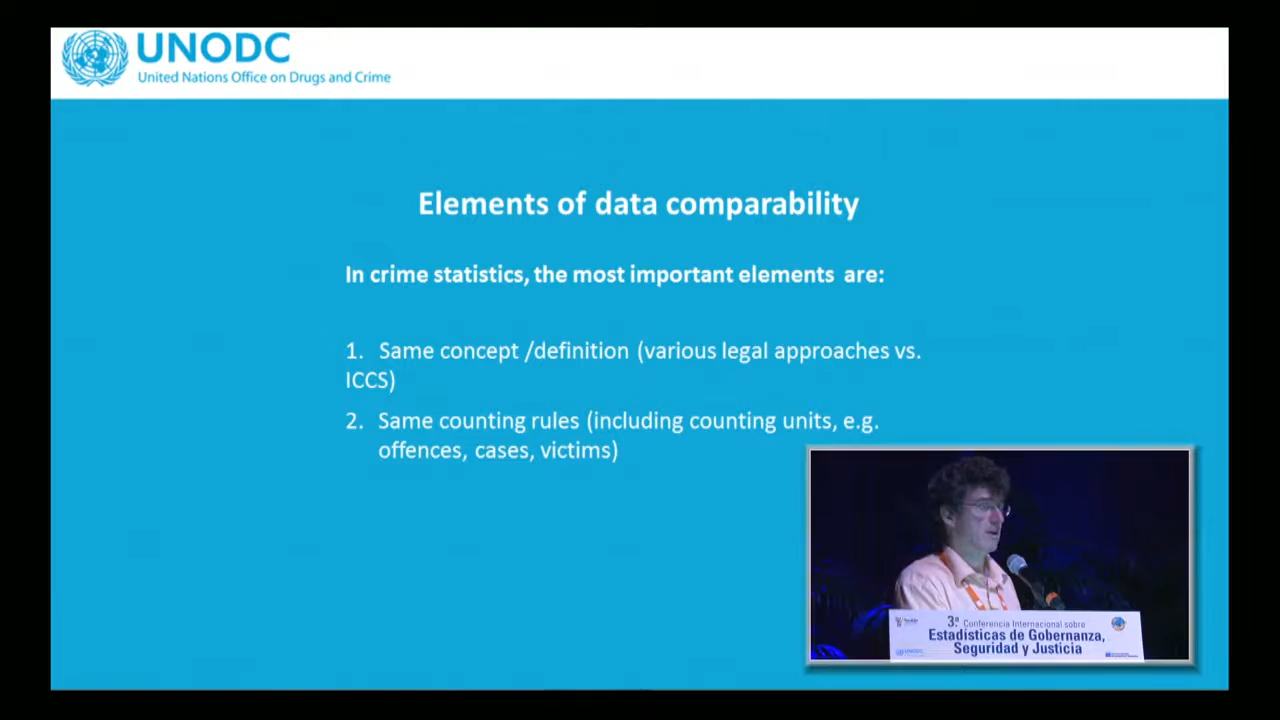 UNODC
United Nations Office on Drugs and Crime
Elements of data comparability
In crime statistics, the most important elements are:
1. Same concept /definition (various legal approaches vs.
ICCS)
2. Same counting rules (including counting units, e.g.
offences, cases, victims)
3.ª Conferencia Internacional sobre
Estadísticas de Gobernanza,
Seguridad y Justicia
UNODC